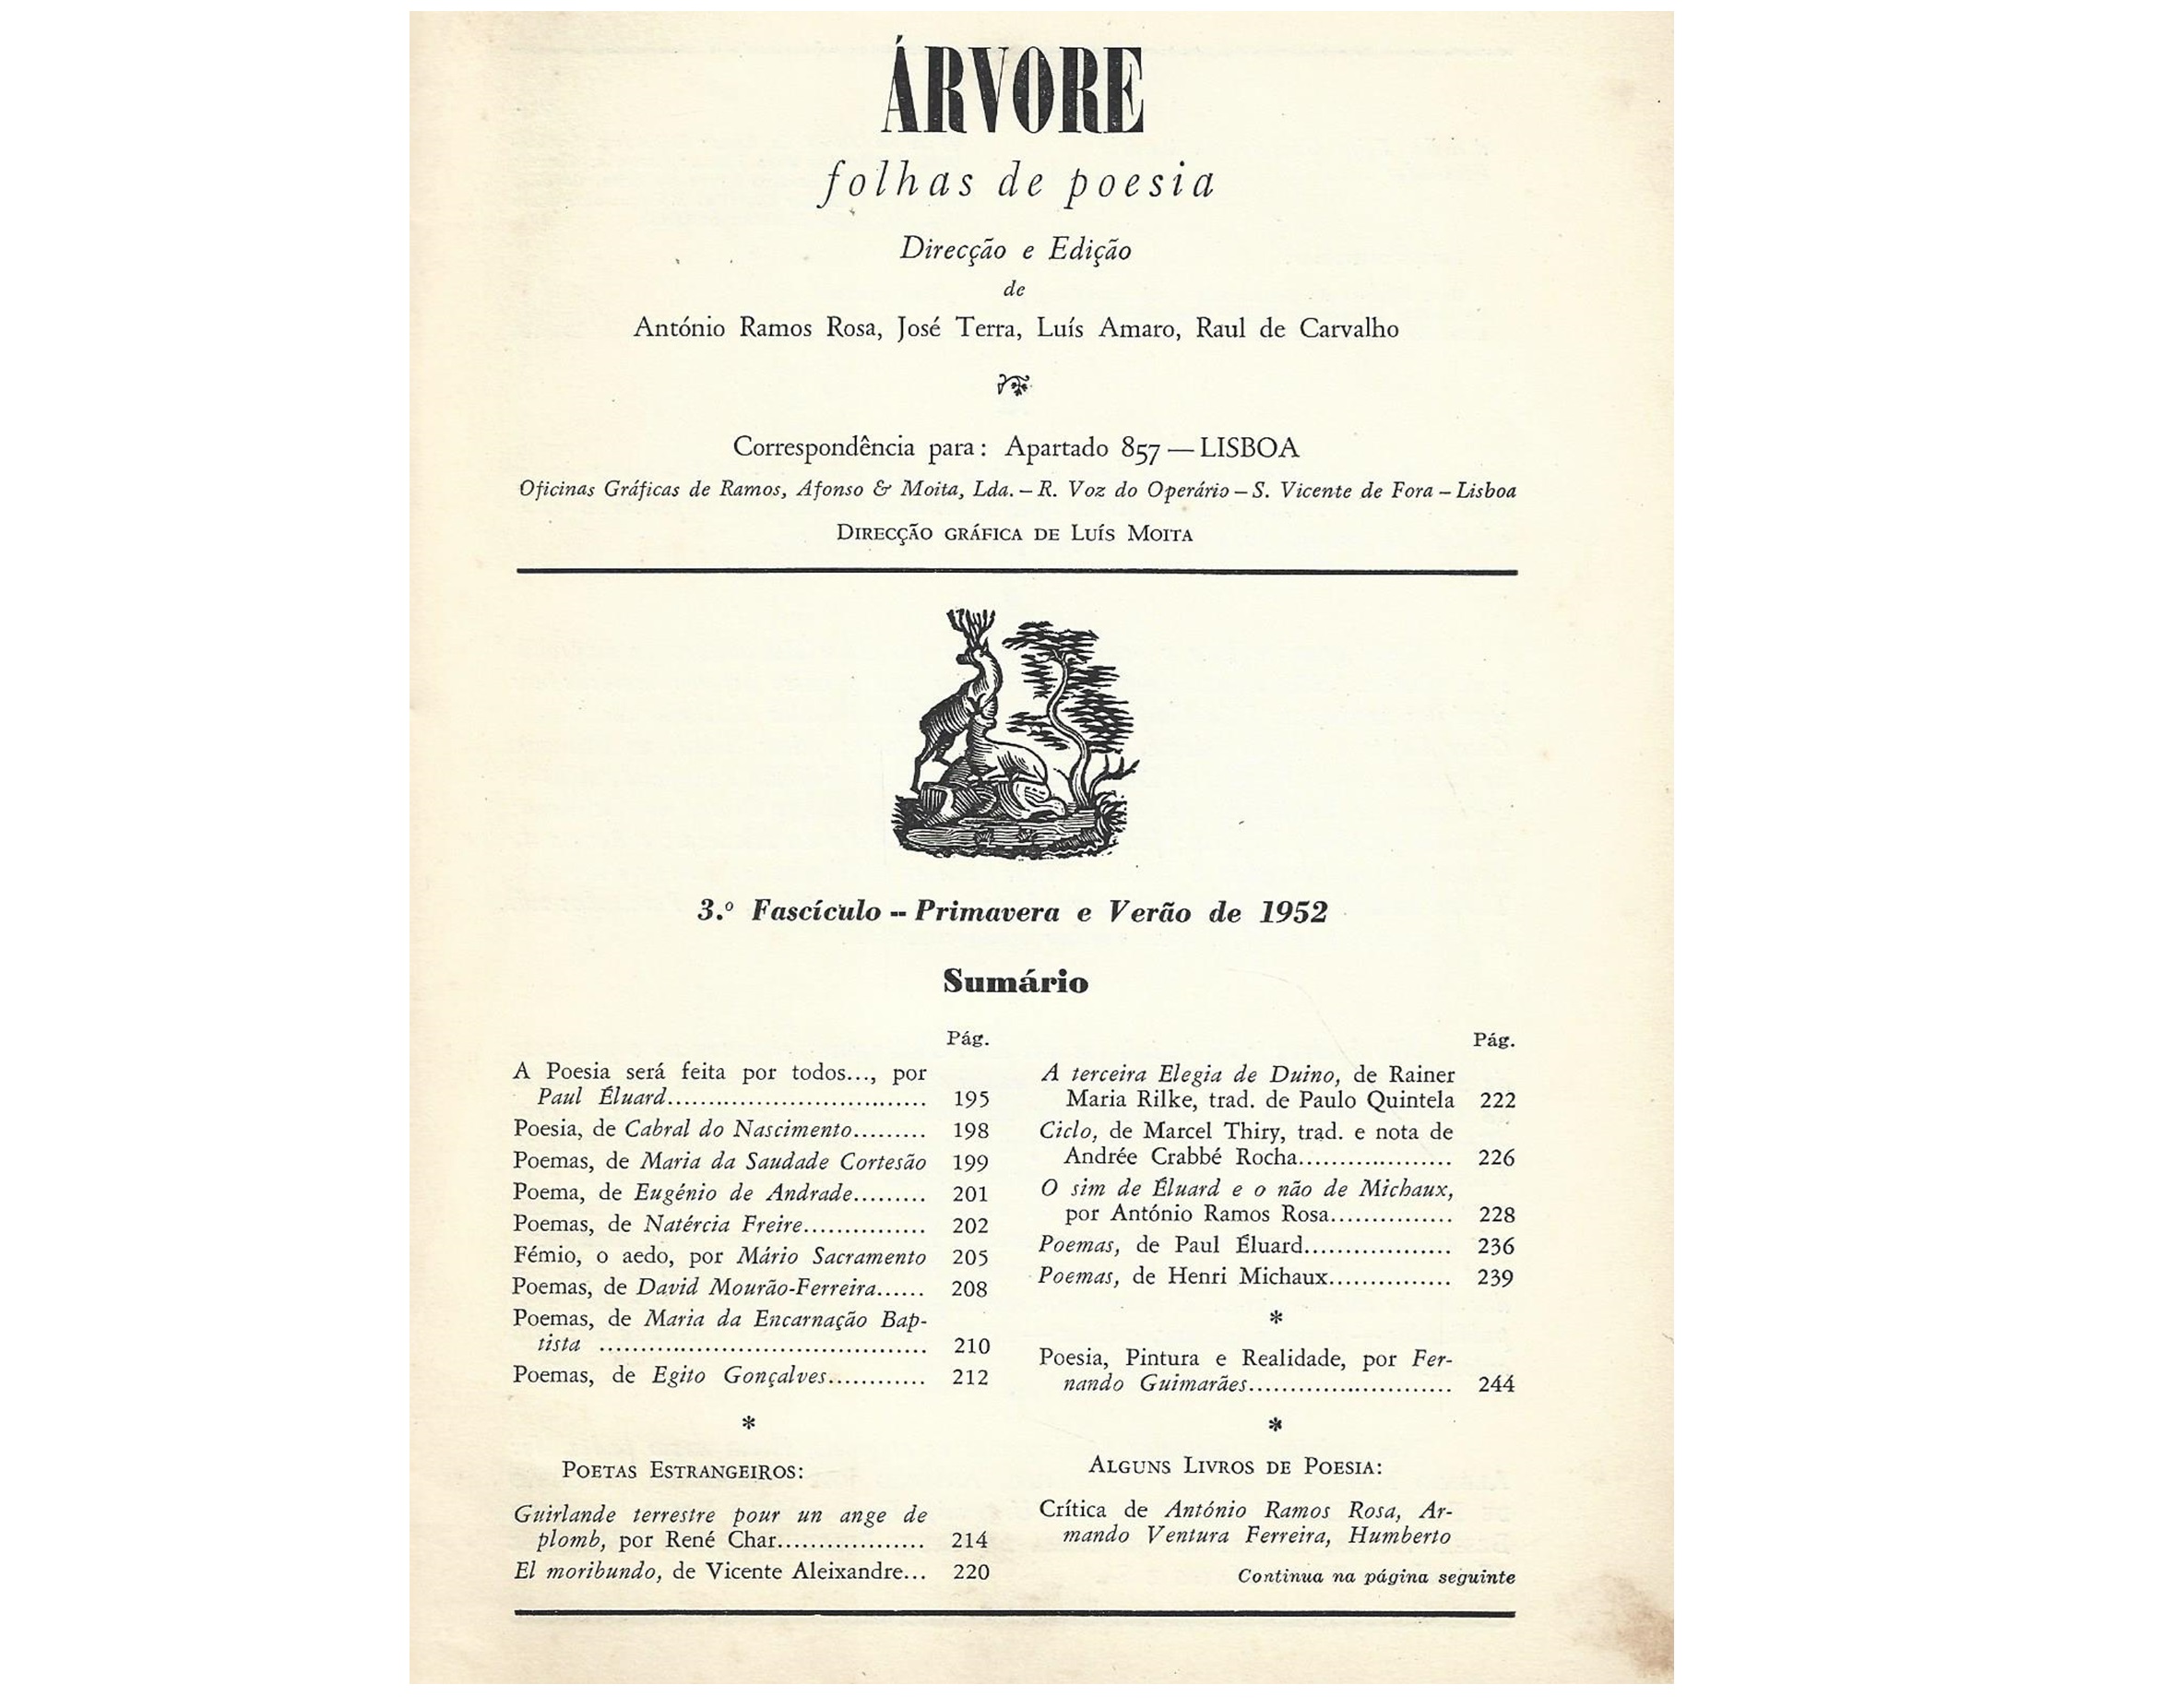 ÁRVORE
folhas de poesia
Direcção e Edição
de
António Ramos Rosa, José Terra, Luís Amaro, Raul de Carvalho
Correspondência para: Apartado 857 — LISBOA
Oficinas Gráficas de Ramos, Afonso & Moita, Lda. – R. Voz do Operário – S. Vicente de Fora – Lisboa
Direcção gráfica de Luís Moita
3.º Fascículo -- Primavera e Verão de 1952
Sumário
Pág.
A Poesia será feita por todos..., por
Paul Éluard................................ 195
Poesia, de Cabral do Nascimento......... 198
Poemas, de Maria da Saudade Cortesão 199
Poema, de Eugénio de Andrade......... 201
Poemas, de Natércia Freire............... 202
Fémio, o aedo, por Mário Sacramento 205
Poemas, de David Mourão-Ferreira...... 208
Poemas, de Maria da Encarnação Bap-
tista ......................................... 210
Poemas, de Egito Gonçalves............ 212
*
Poetas Estrangeiros:
Guirlande terrestre pour un ange de
plomb, por René Char.................. 214
El moribundo, de Vicente Aleixandre... 220
Pág.
A terceira Elegia de Duino, de Rainer
Maria Rilke, trad. de Paulo Quintela 222
Ciclo, de Marcel Thiry, trad. e nota de
Andrée Crabbé Rocha................... 226
O sim de Éluard e o não de Michaux,
por António Ramos Rosa............... 228
Poemas, de Paul Éluard.................. 236
Poemas, de Henri Michaux............... 239
*
Poesia, Pintura e Realidade, por Fer-
nando Guimarães......................... 244
*
Alguns Livros de Poesia:
Crítica de António Ramos Rosa, Ar-
mando Ventura Ferreira, Humberto
Continua na página seguinte